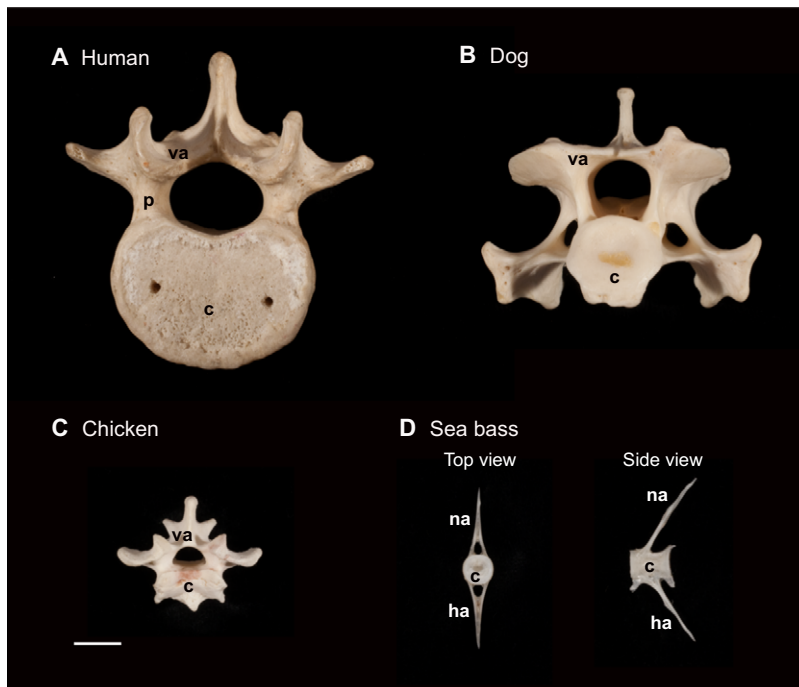 A Human
va
p
c
B Dog
va
c
C Chicken
va
c
D Sea bass
Top view
na
c
ha
Side view
na
c
ha